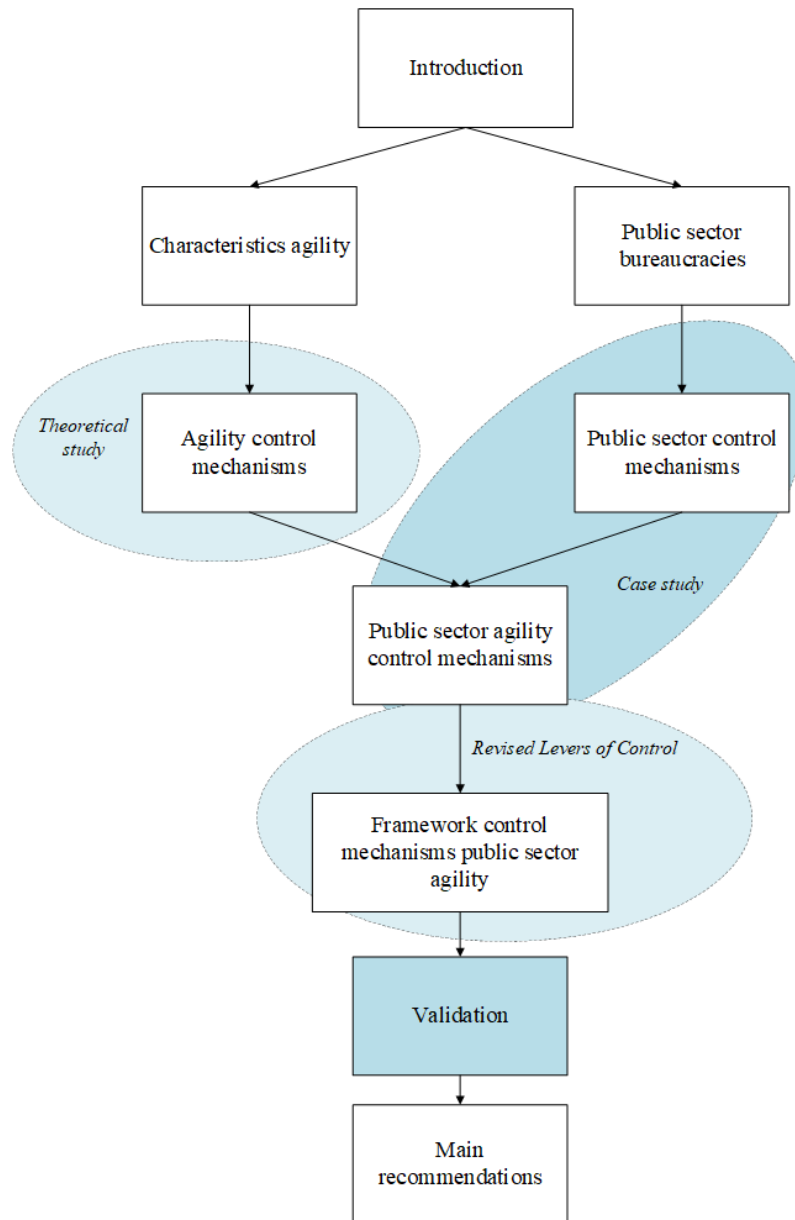 Introduction
Characteristics agility
Public sector
bureaucracies
Theoretical
study
Agility control
mechanisms
Public sector control
mechanisms
Case study
Public sector agility
control mechanisms
Revised Levers of Control
Framework control
mechanisms public sector
agility
Validation
Main
recommendations